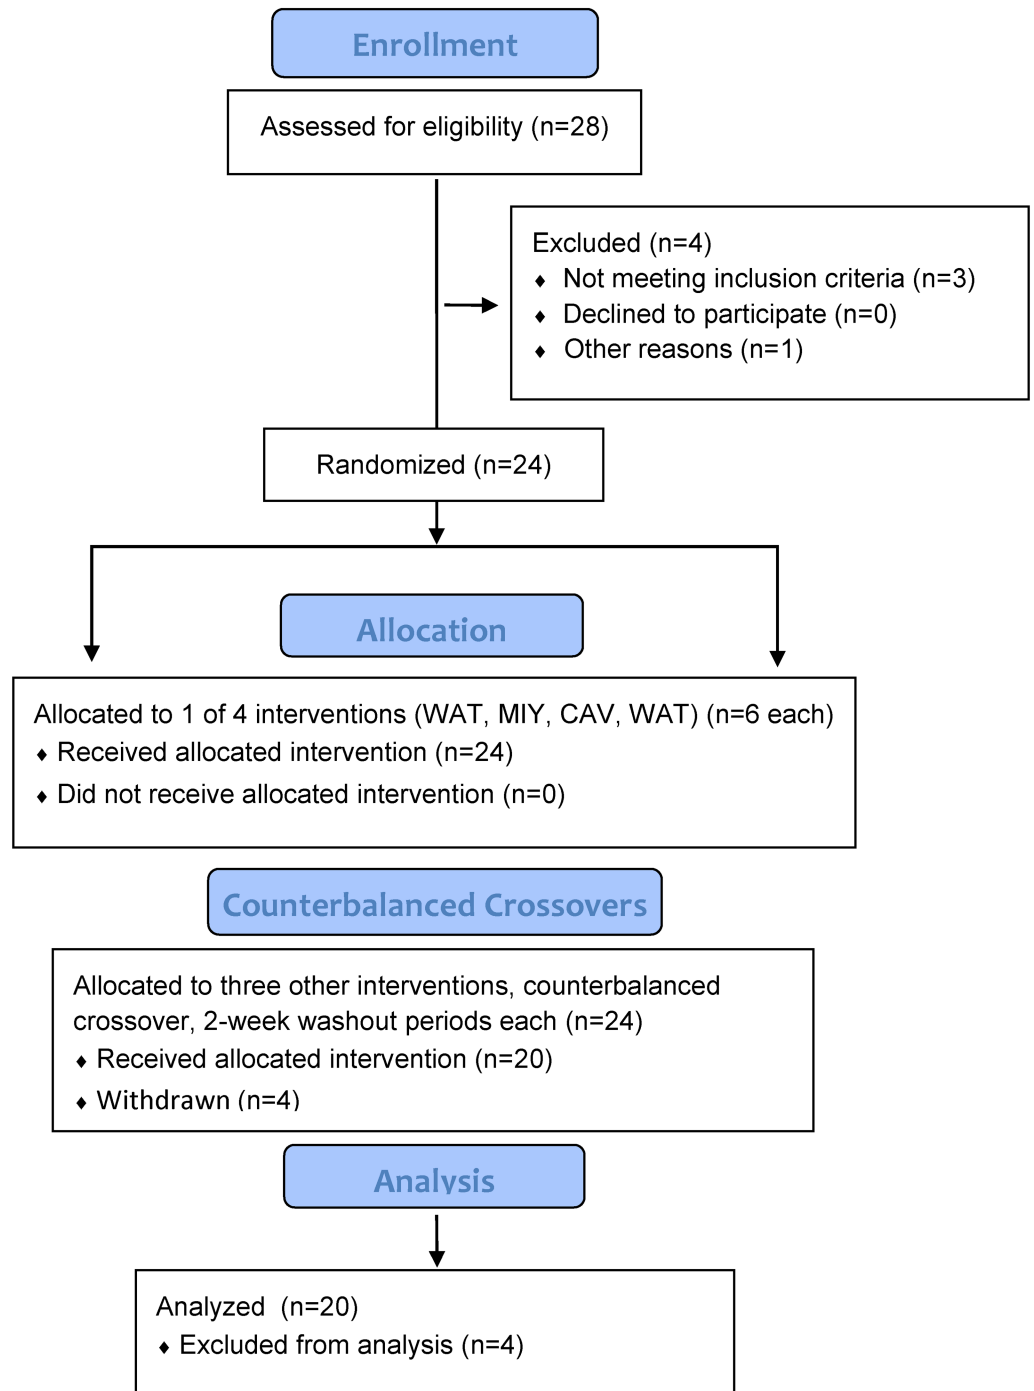 Enrollment
Assessed for eligibility (n=28)
Excluded (n=4)
♦ Not meeting inclusion criteria (n=3)
♦ Declined to participate (n=0)
♦ Other reasons (n=1)
Randomized (n=24)
Allocation
Allocated to 1 of 4 interventions (WAT, MIY, CAV, WAT) (n=6 each)
♦ Received allocated intervention (n=24)
♦ Did not receive allocated intervention (n=0)
Counterbalanced Crossovers
Allocated to three other interventions, counterbalanced
crossover, 2-week washout periods each (n=24)
♦ Received allocated intervention (n=20)
♦ Withdrawn (n=4)
Analysis
Analyzed (n=20)
♦ Excluded from analysis (n=4)